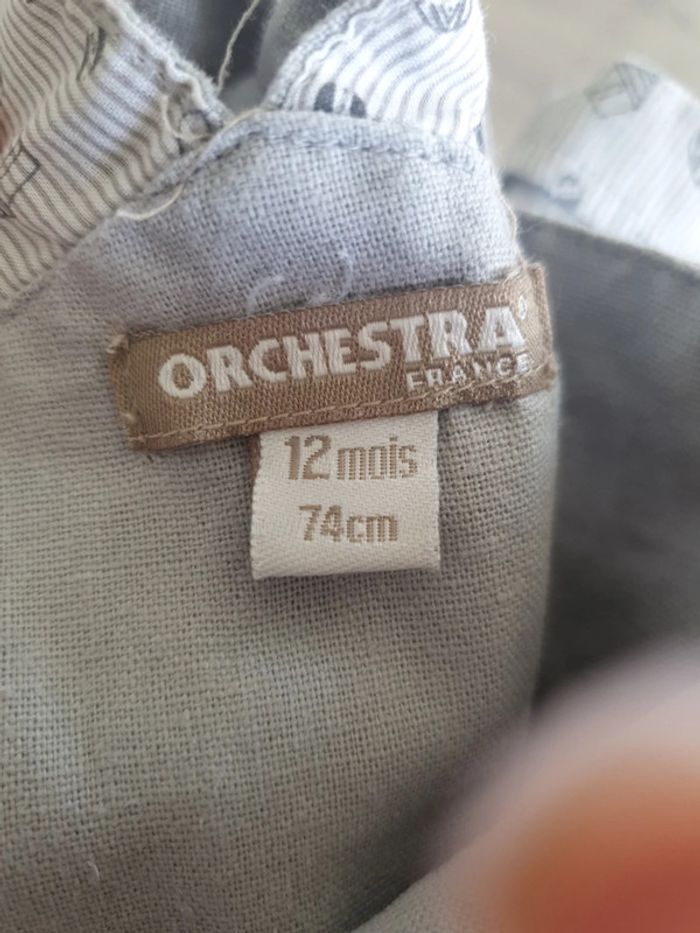 ORCHESTRA®
FRANCE
12 mois
74cm